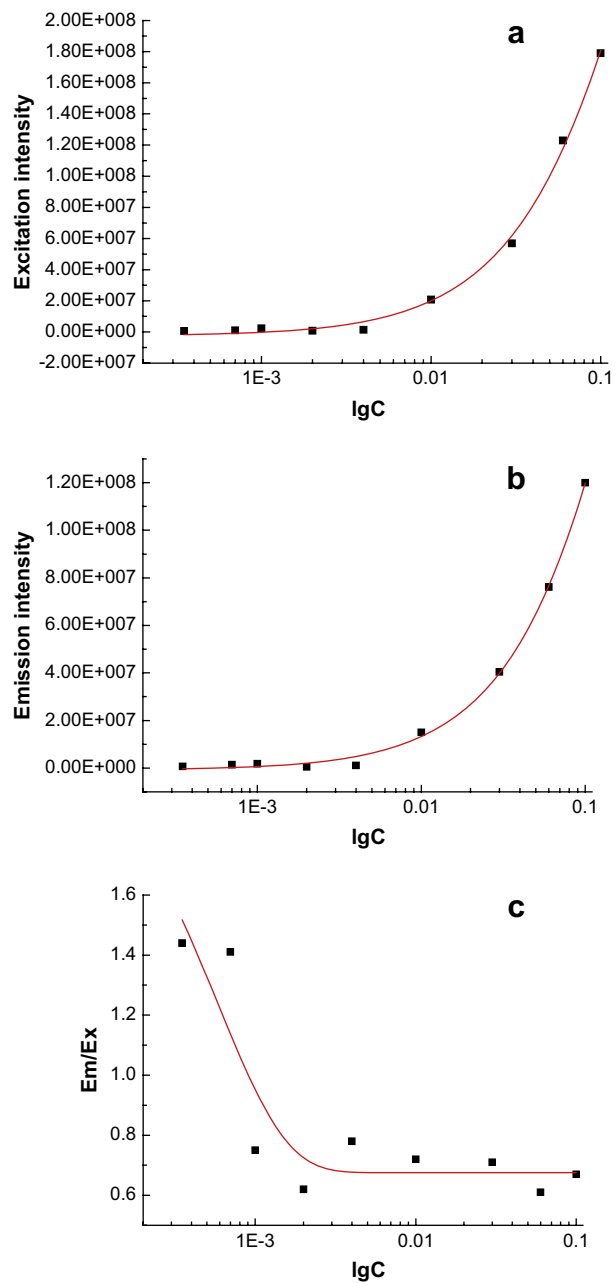 a
Excitation intensity
2.00E+008
1.80E+008
1.60E+008
1.40E+008
1.20E+008
1.00E+008
8.00E+007
6.00E+007
4.00E+007
2.00E+007
0.00E+000
-2.00E+007
1E-3 0.01 0.1
lgC
b
Emission intensity
1.20E+008
1.00E+008
8.00E+007
6.00E+007
4.00E+007
2.00E+007
0.00E+000
1E-3 0.01 0.1
lgC
c
Em/Ex
1.6
1.4
1.2
1.0
0.8
0.6
1E-3 0.01 0.1
lgC